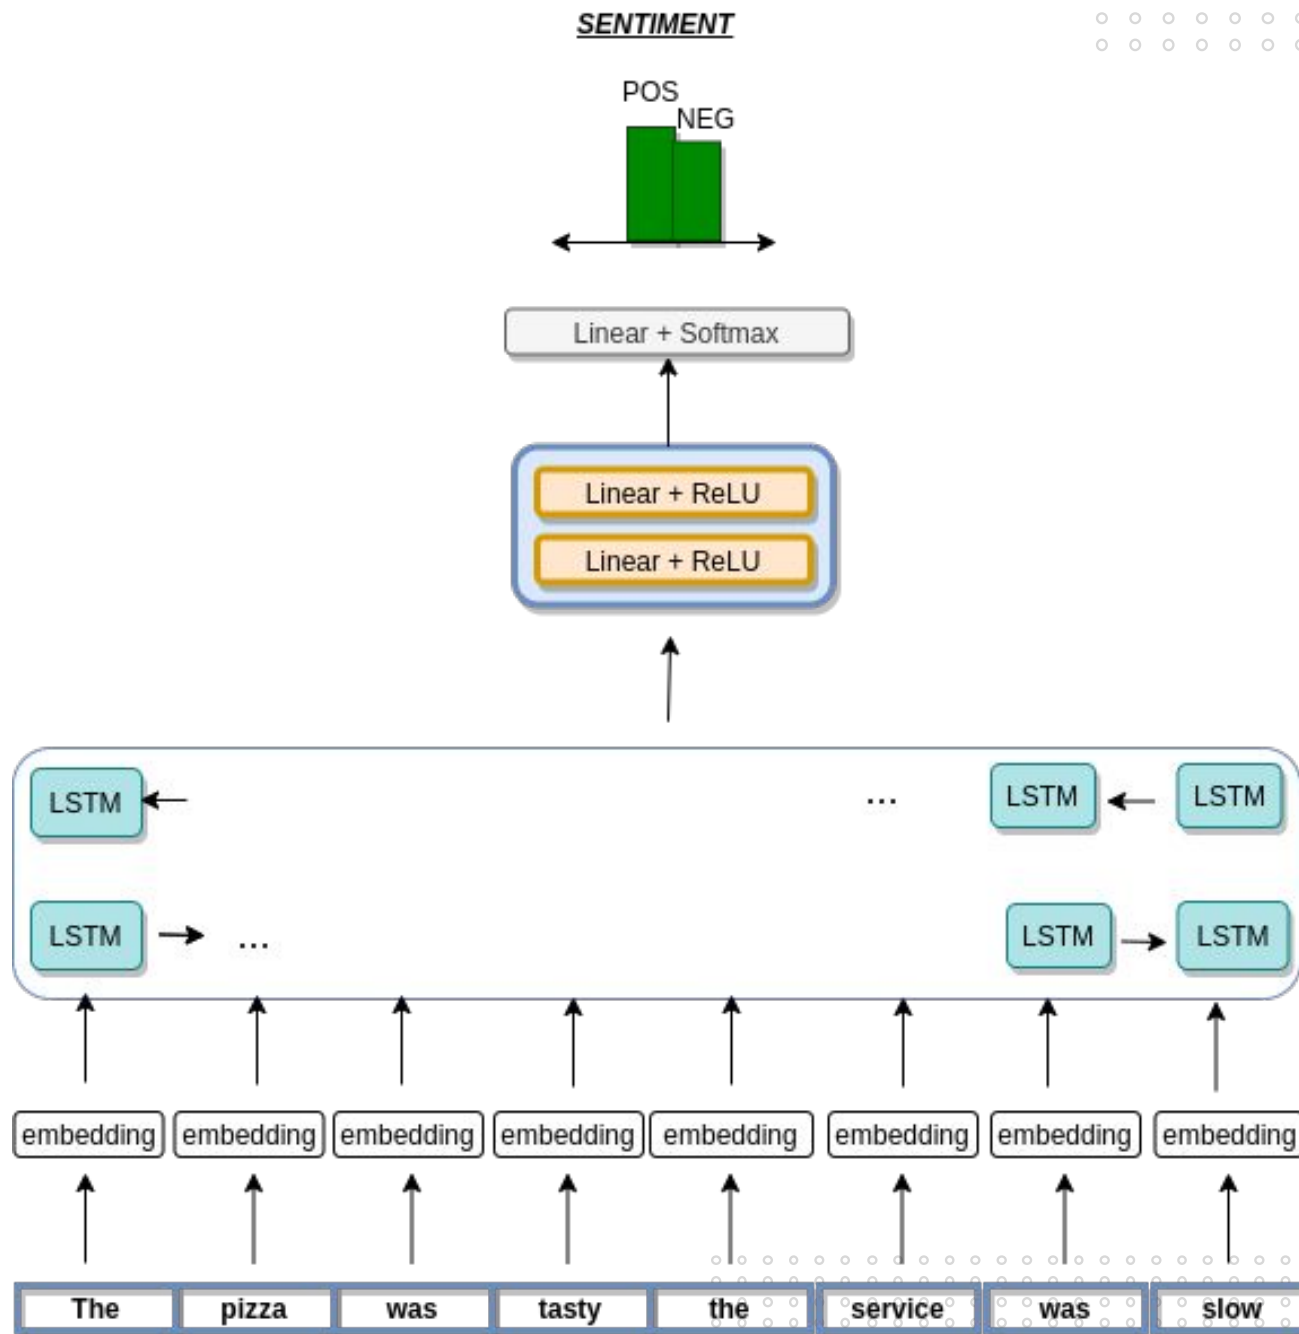 SENTIMENT
POS
NEG
Linear + Softmax
Linear + ReLU
Linear + ReLU
LSTM ... LSTM LSTM
LSTM ... LSTM LSTM
embedding embedding embedding embedding embedding embedding embedding embedding
The pizza was tasty the service was slow